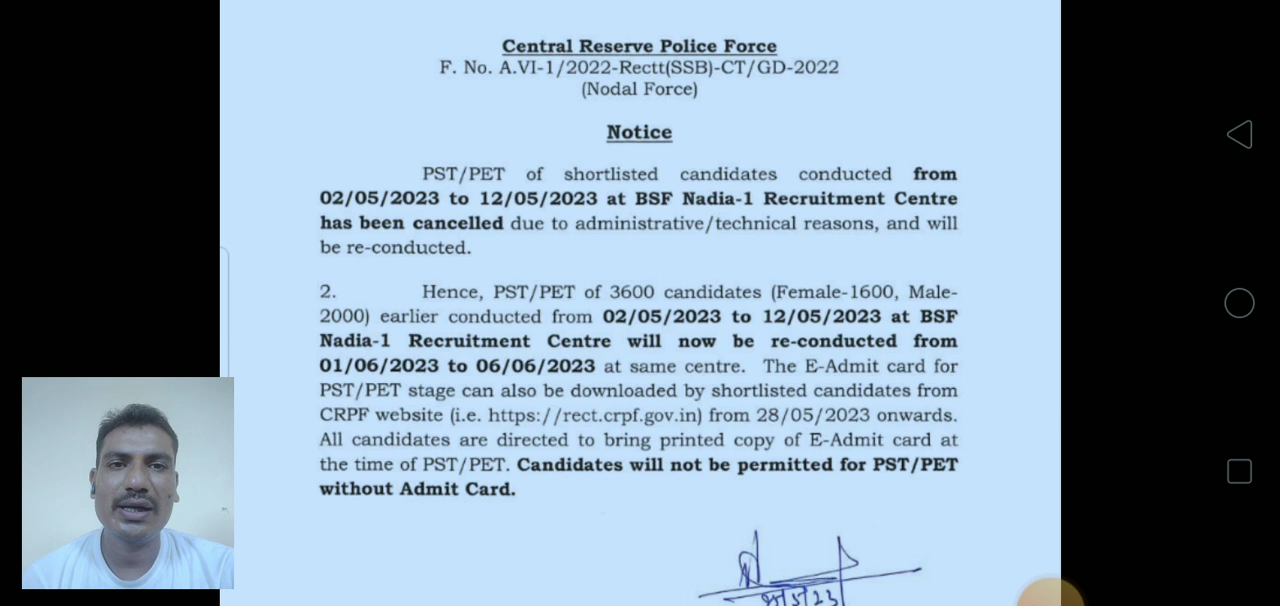 Central Reserve Police Force
F. No. A.VI-1/2022-Rectt(SSB)-CT/GD-2022
(Nodal Force)
Notice
PST/PET of shortlisted candidates conducted from
02/05/2023 to 12/05/2023 at BSF Nadia-1 Recruitment Centre
has been cancelled due to administrative/technical reasons, and will
be re-conducted.
2. Hence, PST/PET of 3600 candidates (Female-1600, Male-
2000) earlier conducted from 02/05/2023 to 12/05/2023 at BSF
Nadia-1 Recruitment Centre will now be re-conducted from
01/06/2023 to 06/06/2023 at same centre. The E-Admit card for
PST/PET stage can also be downloaded by shortlisted candidates from
CRPF website (i.e. https://rect.crpf.gov.in) from 28/05/2023 onwards.
All candidates are directed to bring printed copy of E-Admit card at
the time of PST/PET. Candidates will not be permitted for PST/PET
without Admit Card.